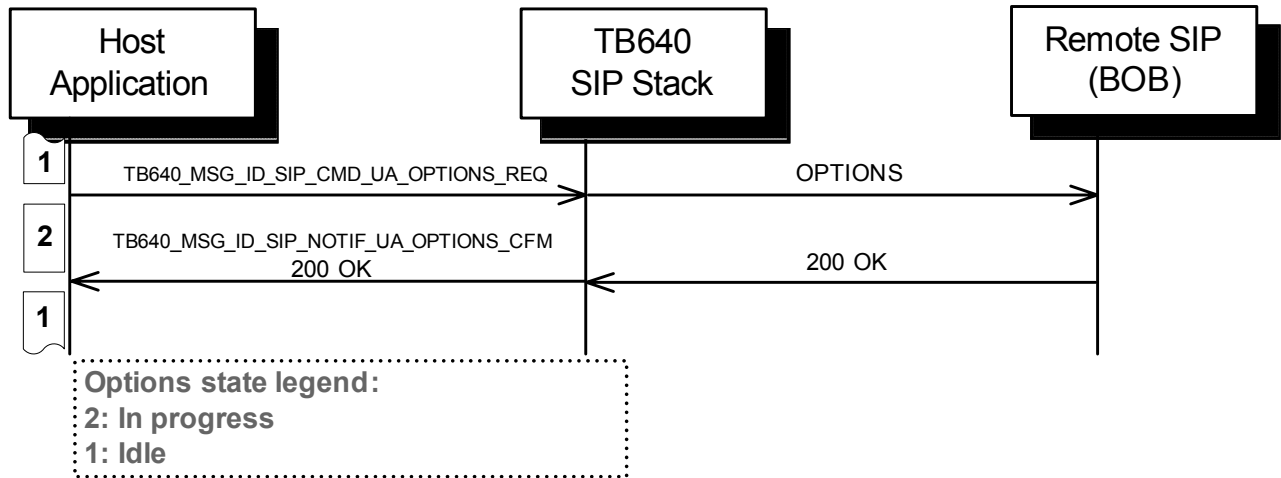 Host
Application
TB640
SIP Stack
Remote SIP
(BOB)
1
TB640_MSG_ID_SIP_CMD_UA_OPTIONS_REQ
OPTIONS
2
TB640_MSG_ID_SIP_NOTIF_UA_OPTIONS_CFM
200 OK
200 OK
1
Options state legend:
2: In progress
1: Idle